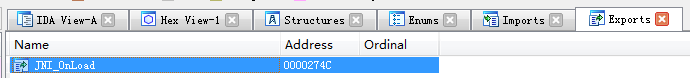 IDA View-A Hex View-1 Structures Enums Imports Exports
Name Address Ordinal
JNI_OnLoad 0000274C